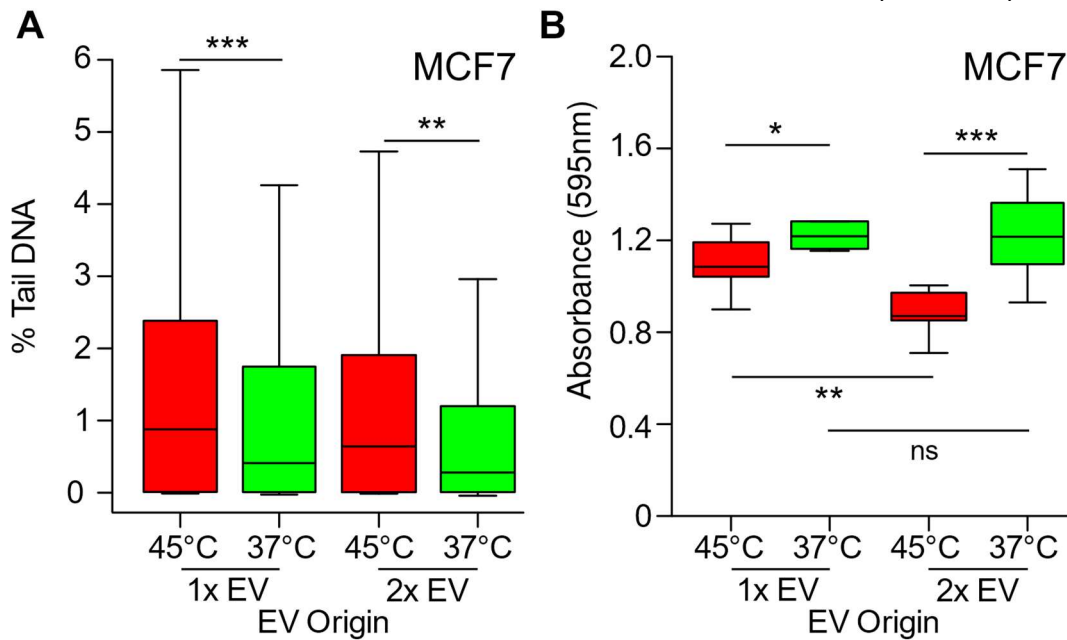 A
MCF7
***
**
% Tail DNA
6
5
4
3
2
1
0
45°C 37°C 45°C 37°C
1x EV 2x EV
EV Origin
B
MCF7
*
***
**
ns
Absorbance (595nm)
2.0
1.6
1.2
0.8
0.4
0
45°C 37°C 45°C 37°C
1x EV 2x EV
EV Origin